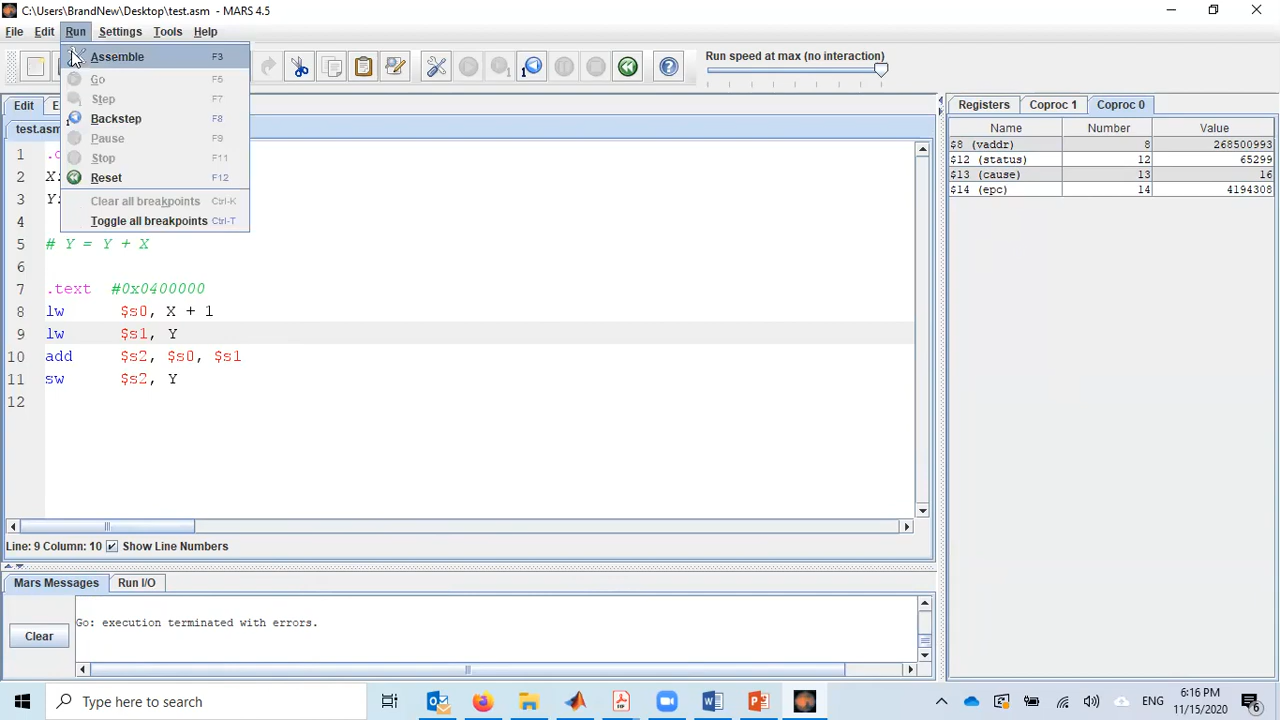 C:\Users\BrandNew\Desktop\test.asm - MARS 4.5
File Edit Run Settings Tools Help
Assemble F3
Go F5
Step F7
Backstep F8
Pause F9
Stop F11
Reset F12
Clear all breakpoints Ctrl-K
Toggle all breakpoints Ctrl-T
Run speed at max (no interaction)
Edit E
test.asm
1 .
2 X:
3 Y:
4
5 # Y = Y + X
6
7 .text #0x0400000
8 lw $s0, X + 1
9 lw $s1, Y
10 add $s2, $s0, $s1
11 sw $s2, Y
12
Line: 9 Column: 10 Show Line Numbers
Mars Messages Run I/O
Clear
Go: execution terminated with errors.
Registers Coproc 1 Coproc 0
Name Number Value
$8 (vaddr) 8 268500993
$12 (status) 12 65299
$13 (cause) 13 16
$14 (epc) 14 4194308
Type here to search
ENG
6:16 PM
11/15/2020
6